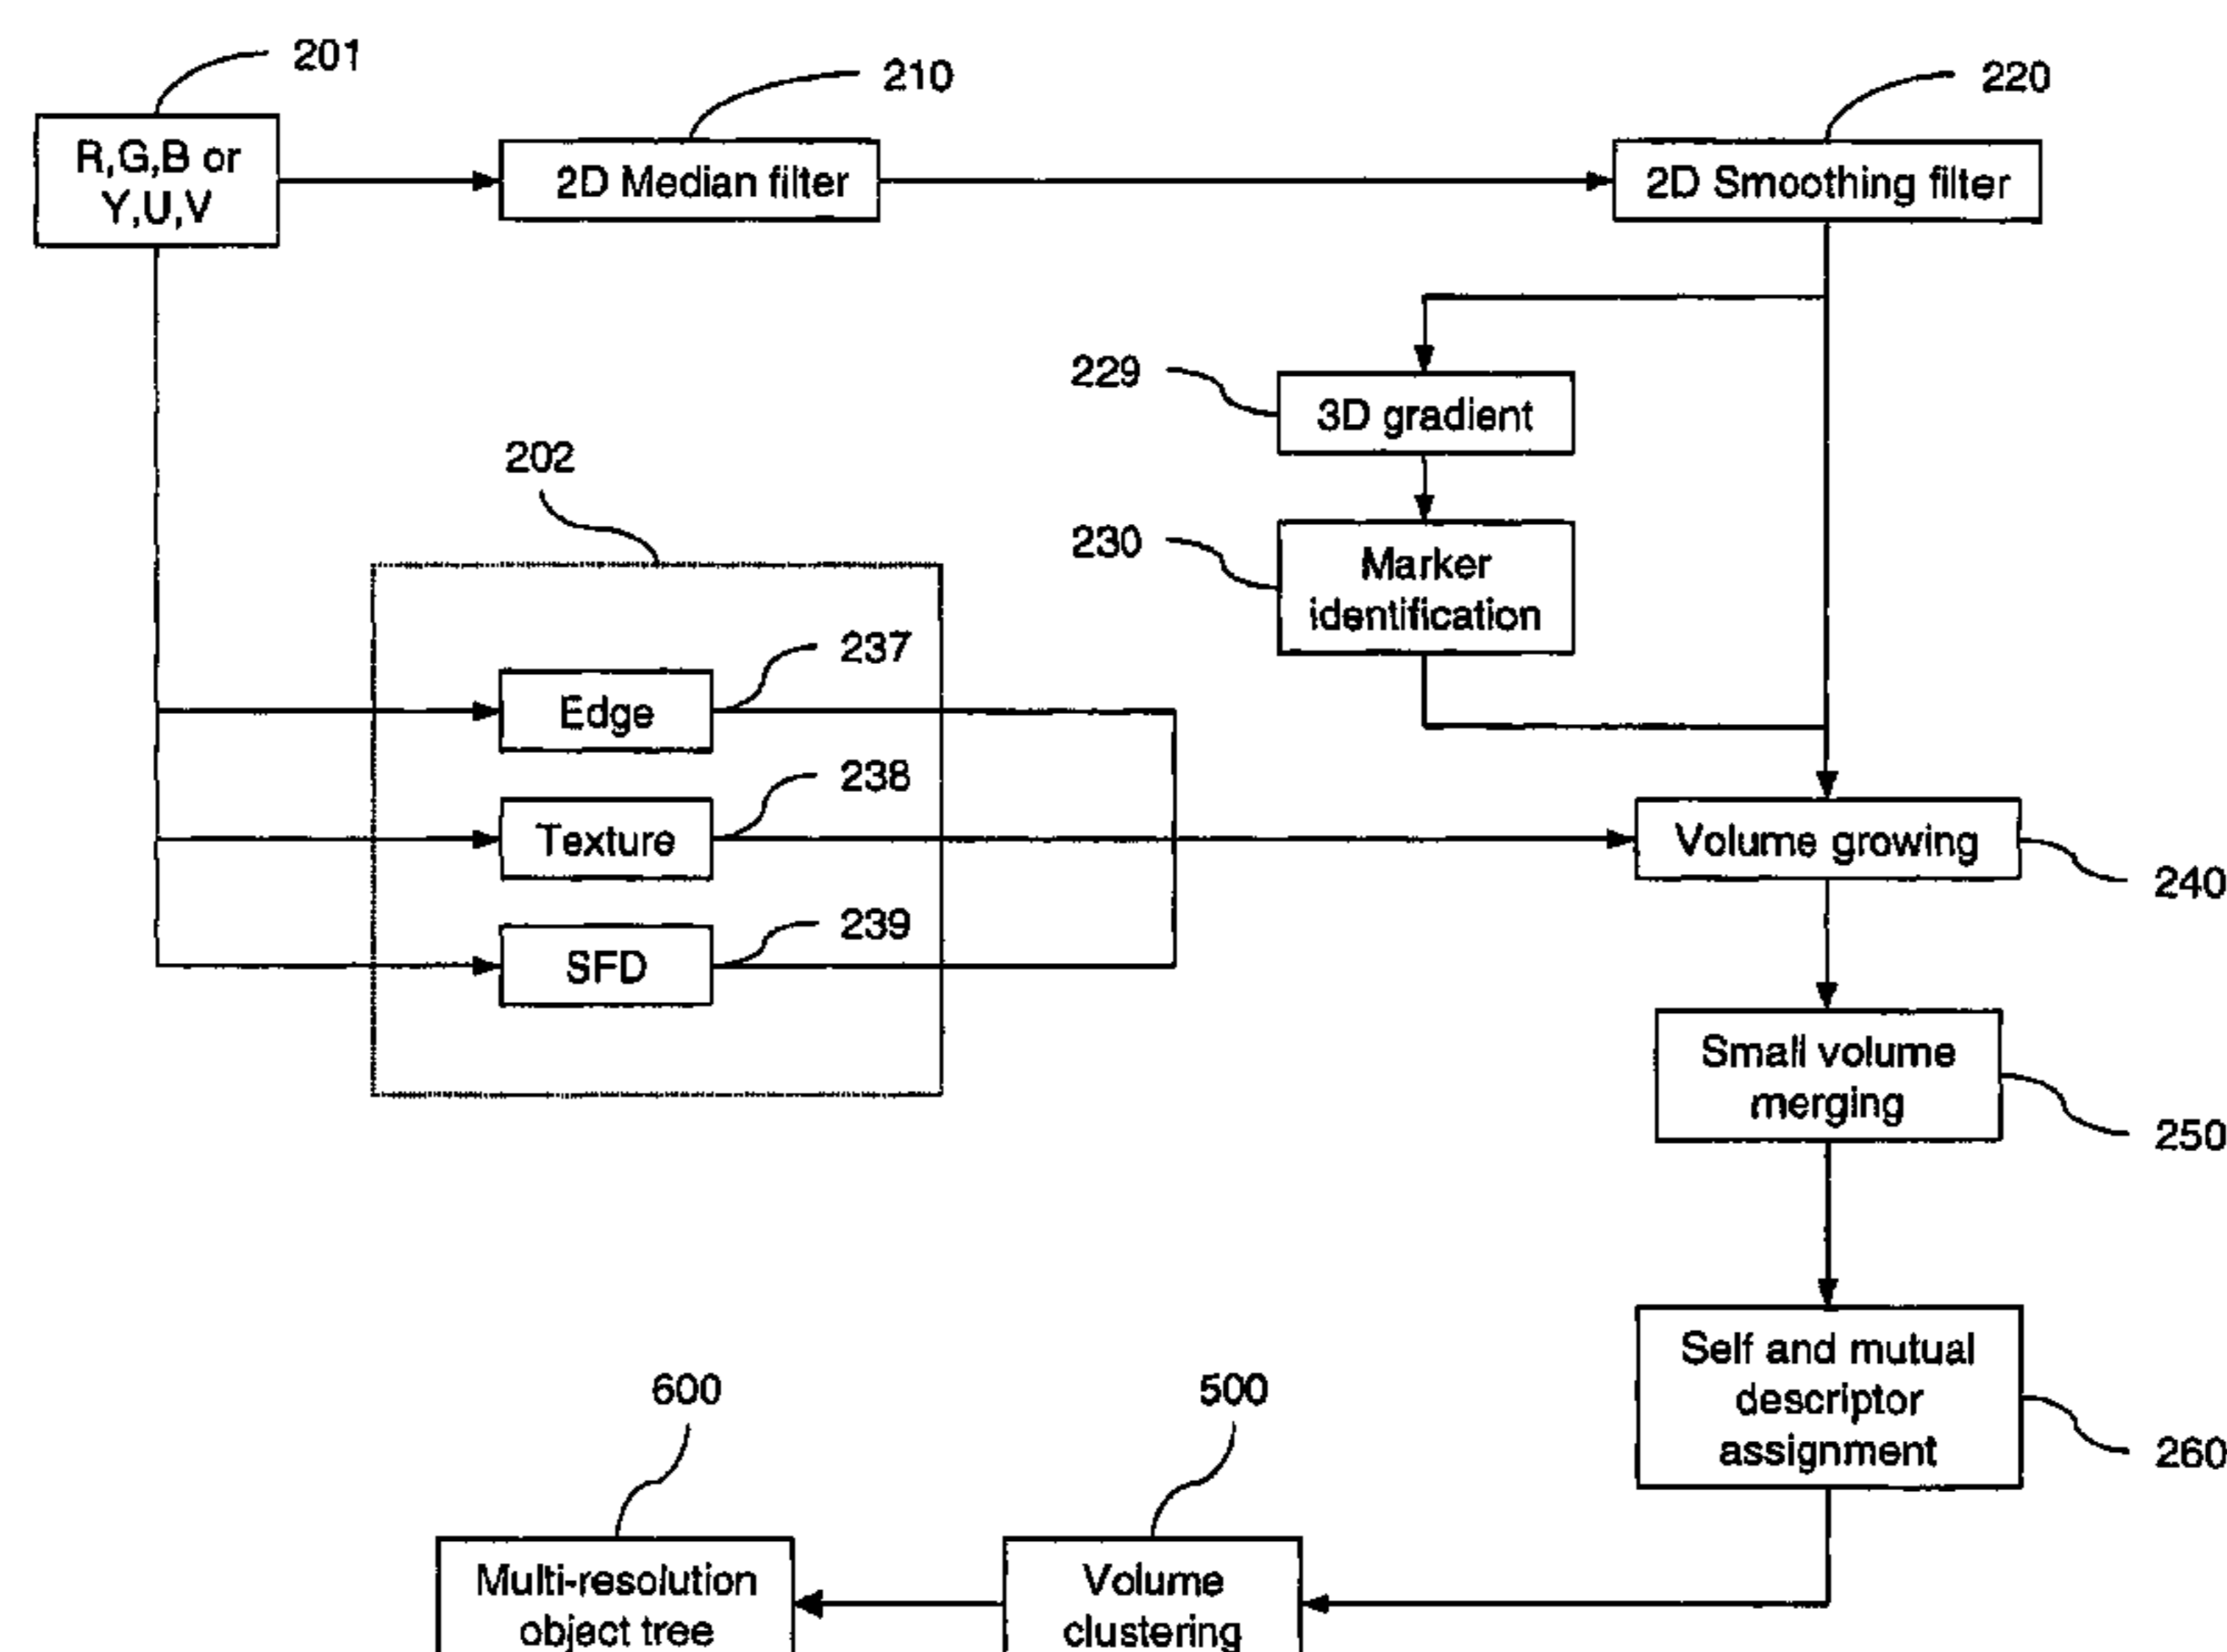 201
210
220
R,G,B or
Y,U,V
2D Median filter
2D Smoothing filter
229
3D gradient
202
230
Marker
identification
237
Edge
238
Texture
Volume growing
240
239
SFD
Small volume
merging
250
Self and mutual
descriptor
assignment
260
600
500
Multi-resolution
object tree
Volume
clustering